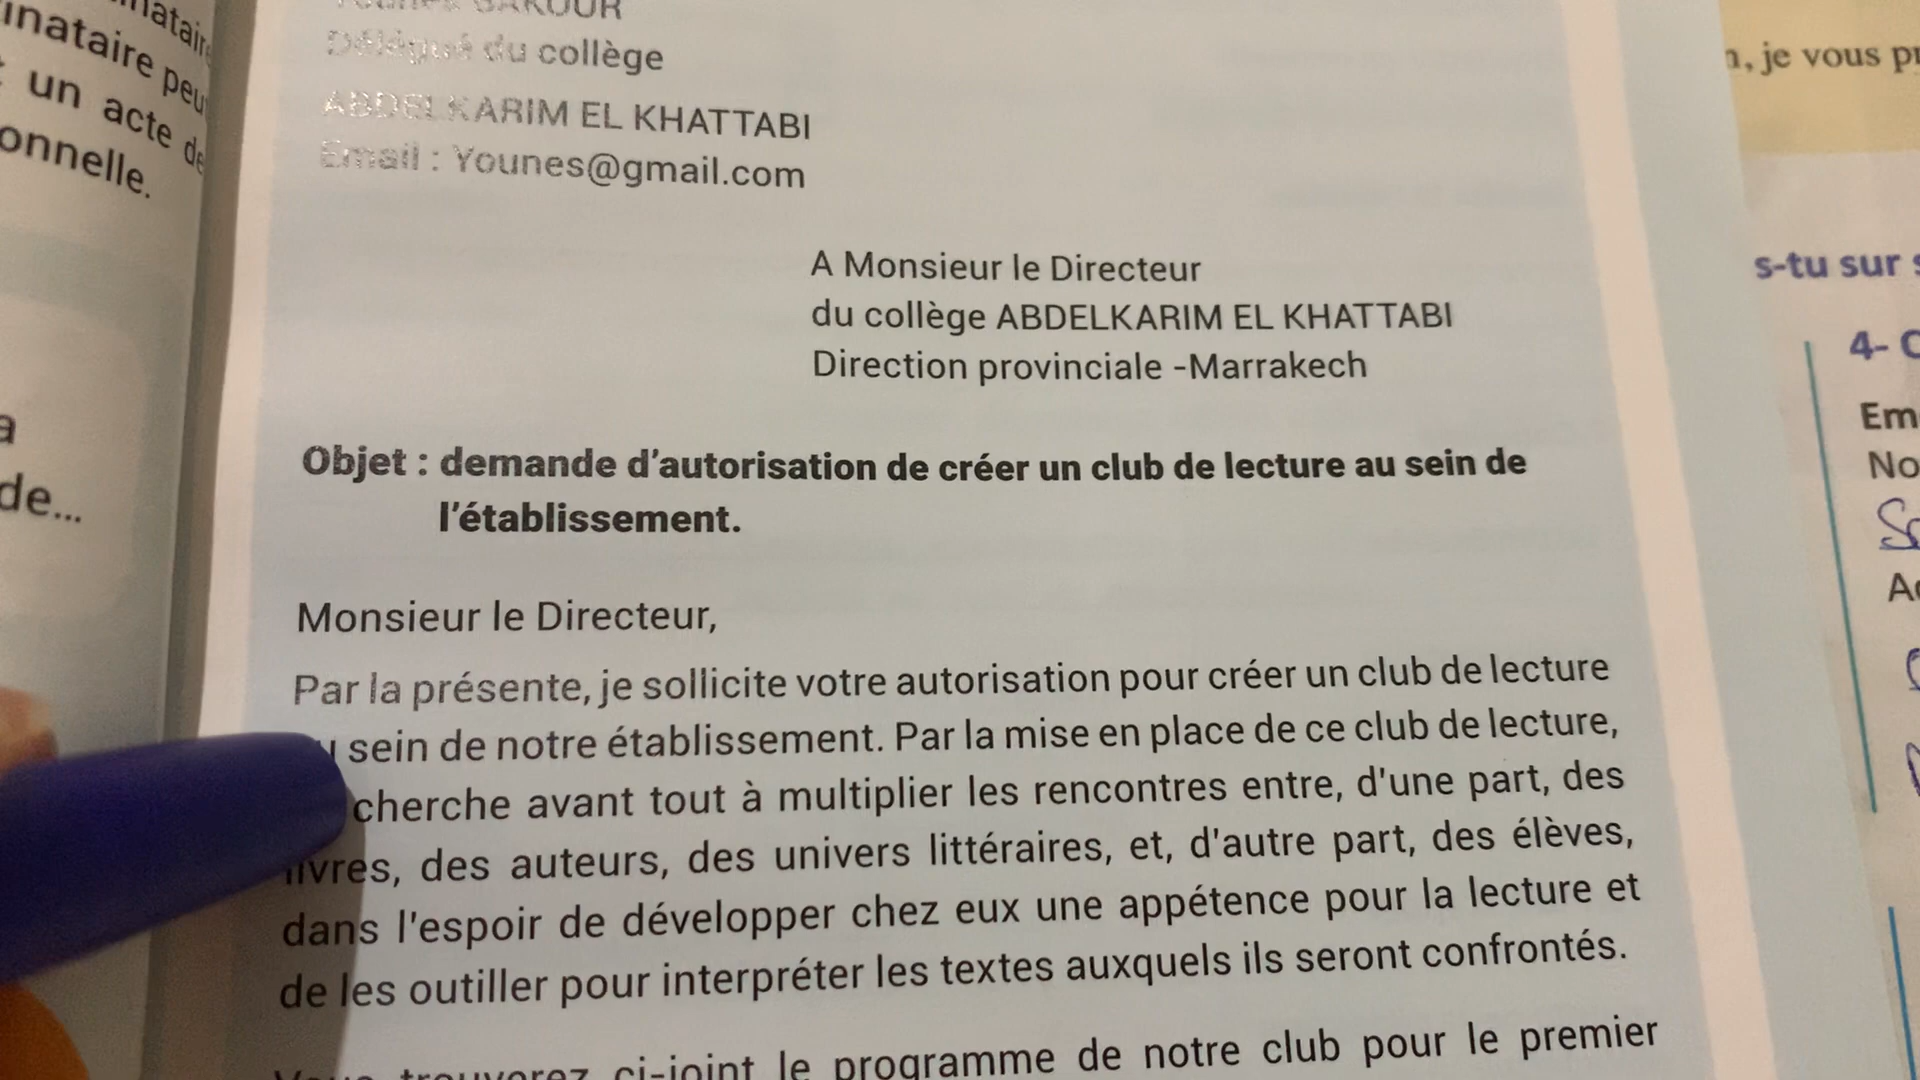 inataire peu
un acte de
onnelle.
a
de...
Délégué du collège
ABDELKARIM EL KHATTABI
Email : Younes@gmail.com
A Monsieur le Directeur
du collège ABDELKARIM EL KHATTABI
Direction provinciale -Marrakech
Objet : demande d'autorisation de créer un club de lecture au sein de
l'établissement.
Monsieur le Directeur,
Par la présente, je sollicite votre autorisation pour créer un club de lecture
sein de notre établissement. Par la mise en place de ce club de lecture,
cherche avant tout à multiplier les rencontres entre, d'une part, des
livres, des auteurs, des univers littéraires, et, d'autre part, des élèves,
dans l'espoir de développer chez eux une appétence pour la lecture et
de les outiller pour interpréter les textes auxquels ils seront confrontés.
trouverez ci-joint le programme de notre club pour le premier
, je vous
s-tu sur
4-
Em
No